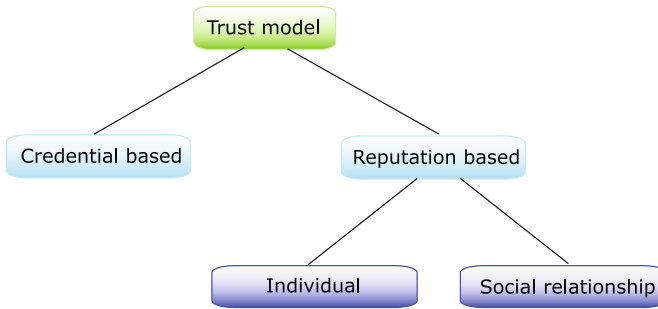 Trust model
Credential based
Reputation based
Individual
Social relationship